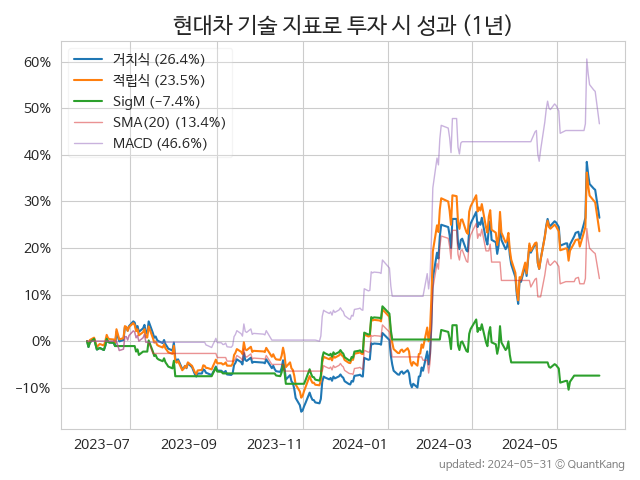 현대차 기술 지표로 투자 시 성과 (1년)
60%
50%
40%
30%
20%
10%
0%
−10%
거치식 (26.4%)
적립식 (23.5%)
SigM (−7.4%)
SMA(20) (13.4%)
MACD (46.6%)
2023-07
2023-09
2023-11
2024-01
2024-03
2024-05
updated: 2024-05-31 © QuantKang